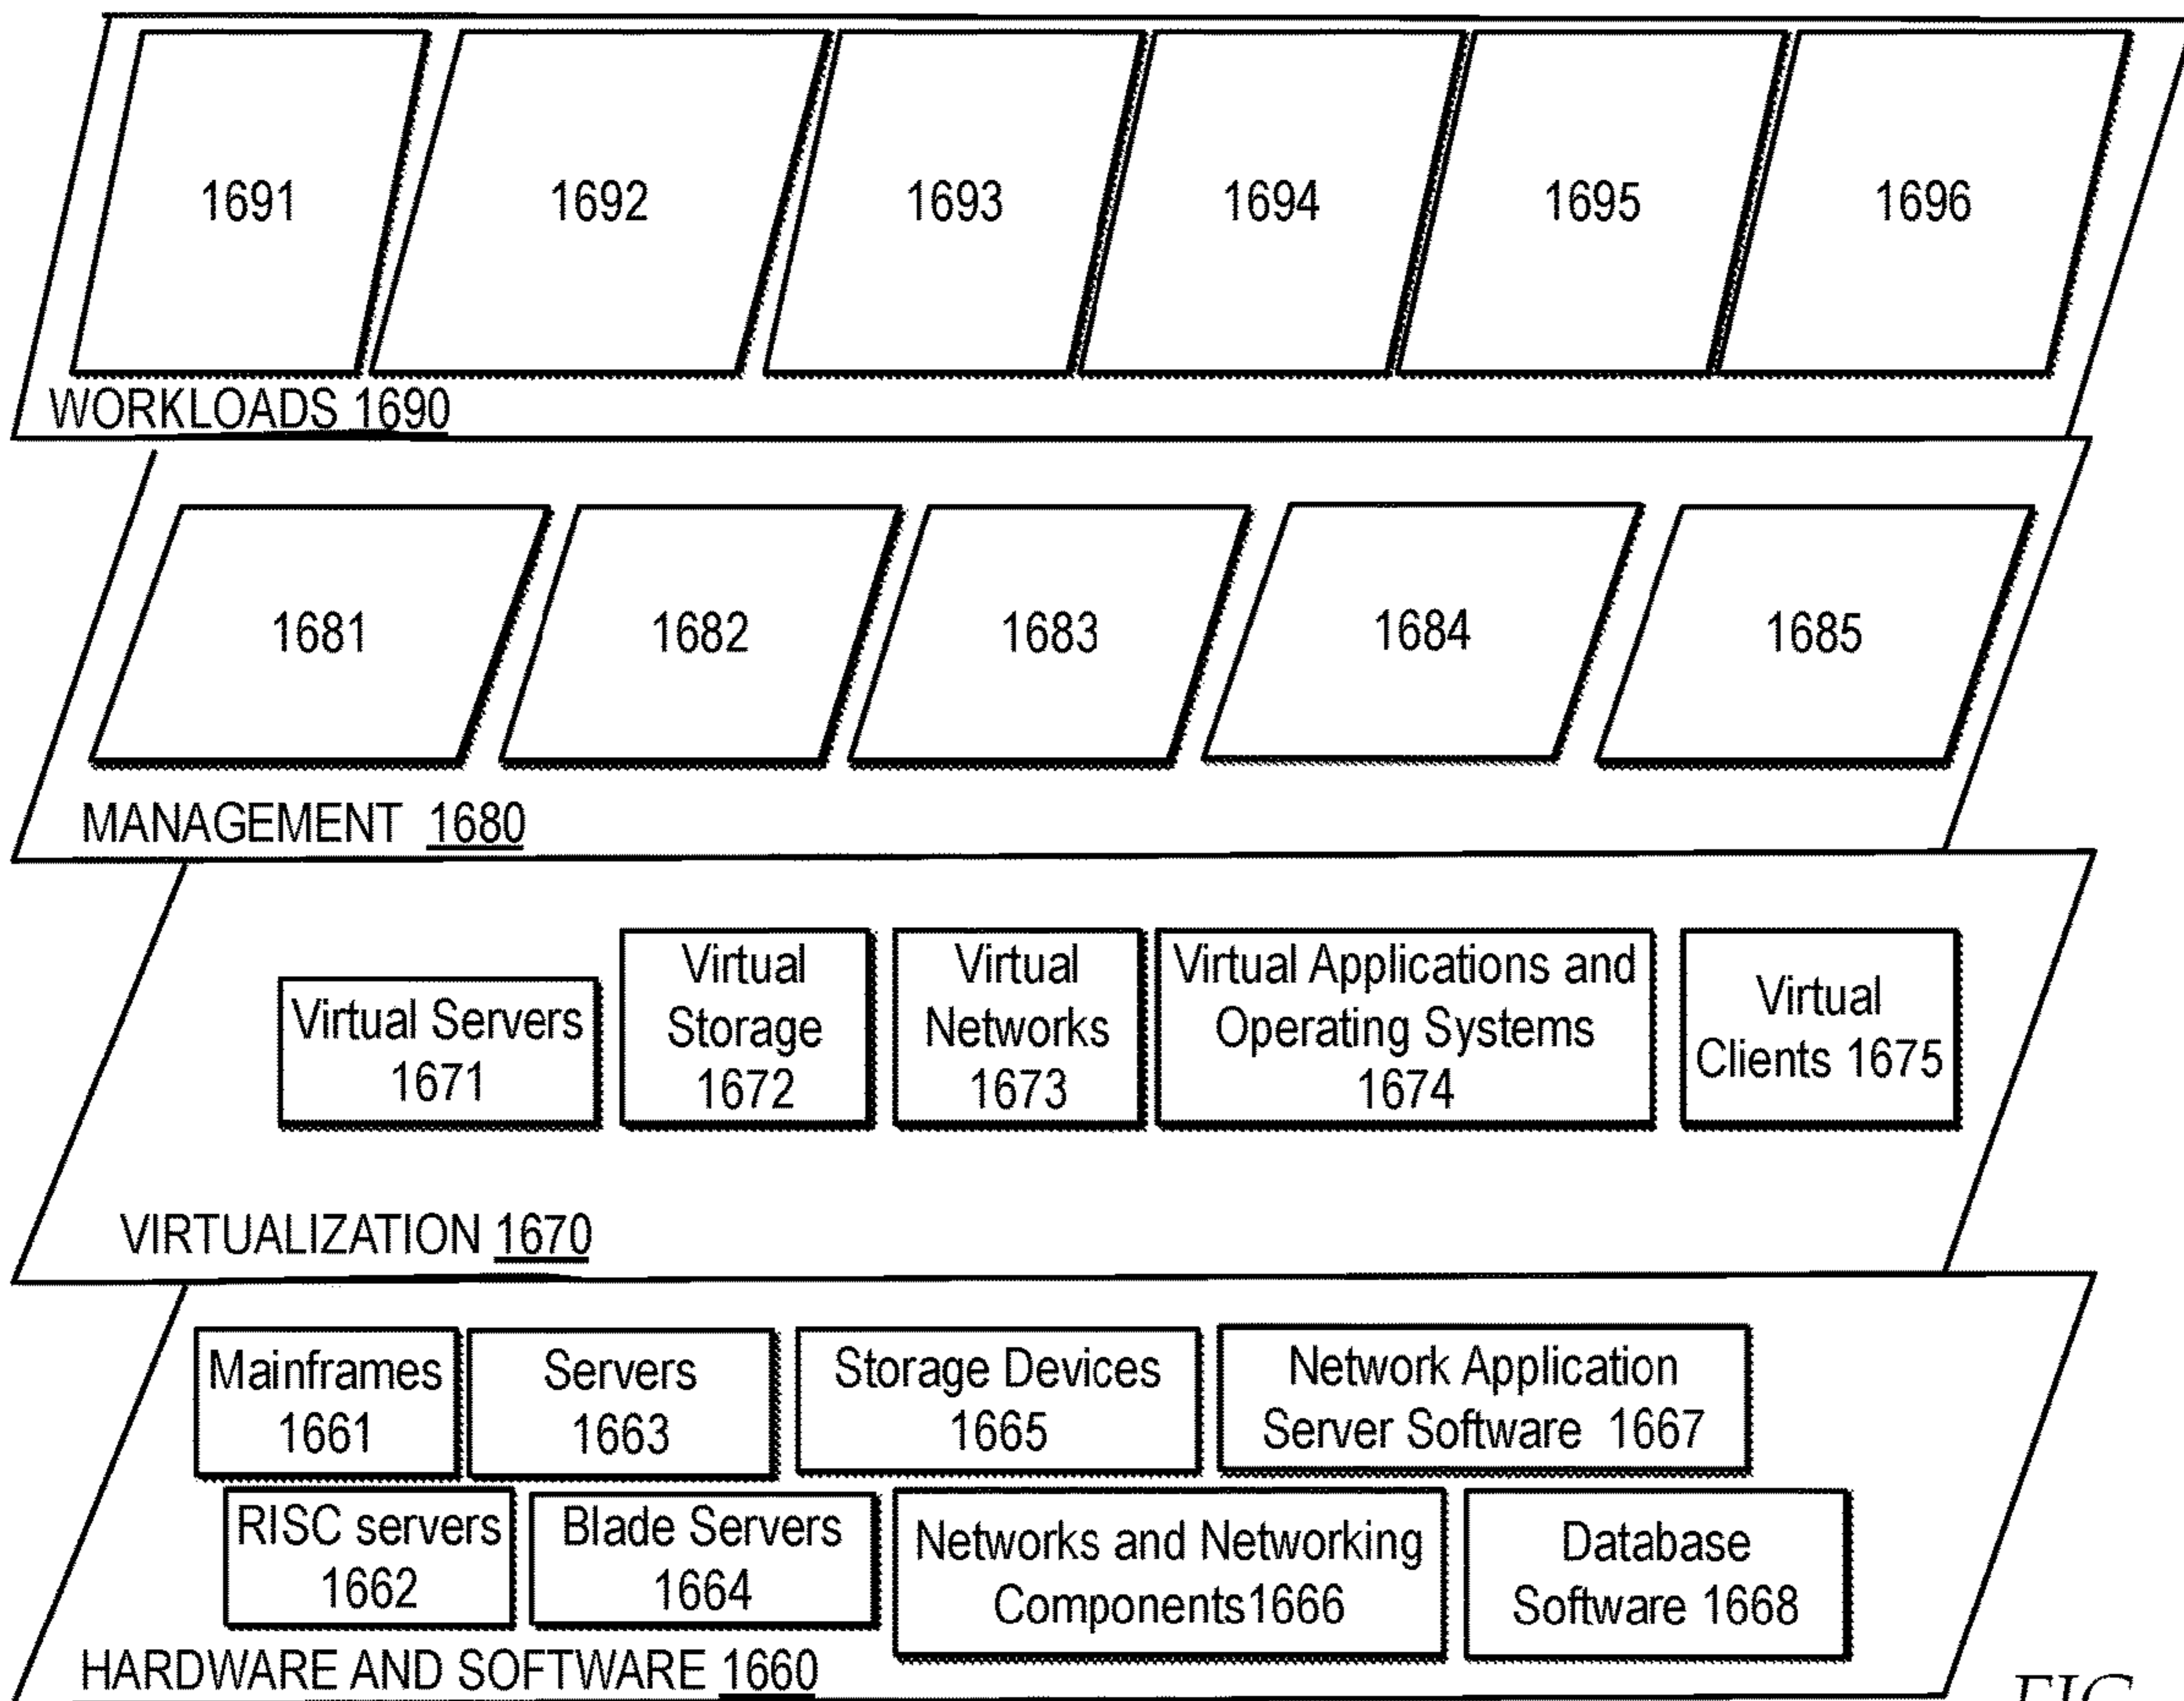 1691
1692
1693
1694
1695
1696
WORKLOADS 1690
1681
1682
1683
1684
1685
MANAGEMENT 1680
Virtual Servers
1671
Virtual
Storage
1672
Virtual
Networks
1673
Virtual Applications and
Operating Systems
1674
Virtual
Clients 1675
VIRTUALIZATION 1670
Mainframes
1661
Servers
1663
Storage Devices
1665
Network Application
Server Software 1667
RISC servers
1662
Blade Servers
1664
Networks and Networking
Components1666
Database
Software 1668
HARDWARE AND SOFTWARE 1660